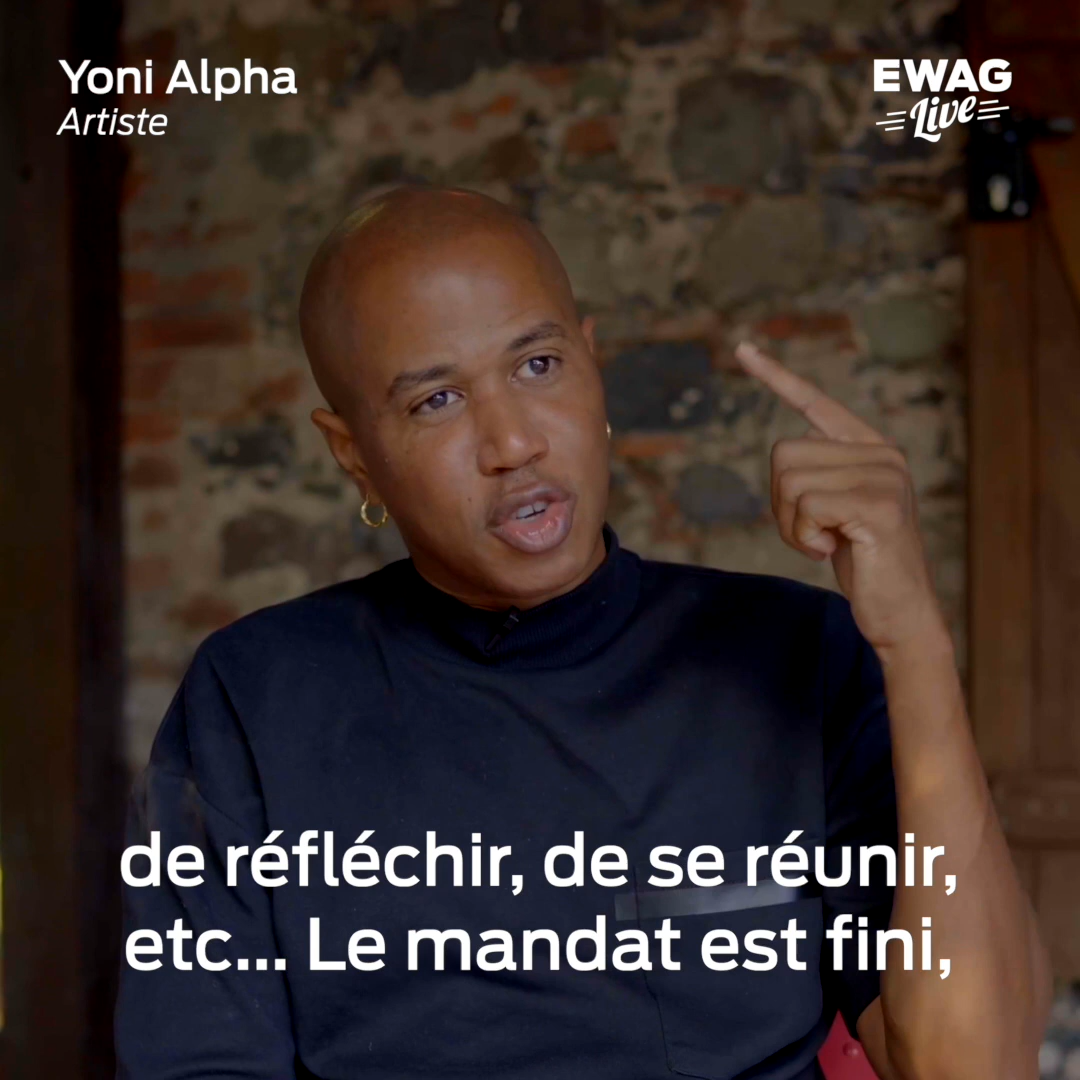 Yoni Alpha
Artiste
EWAG
Live
de réfléchir, de se réunir,
etc... Le mandat est fini,